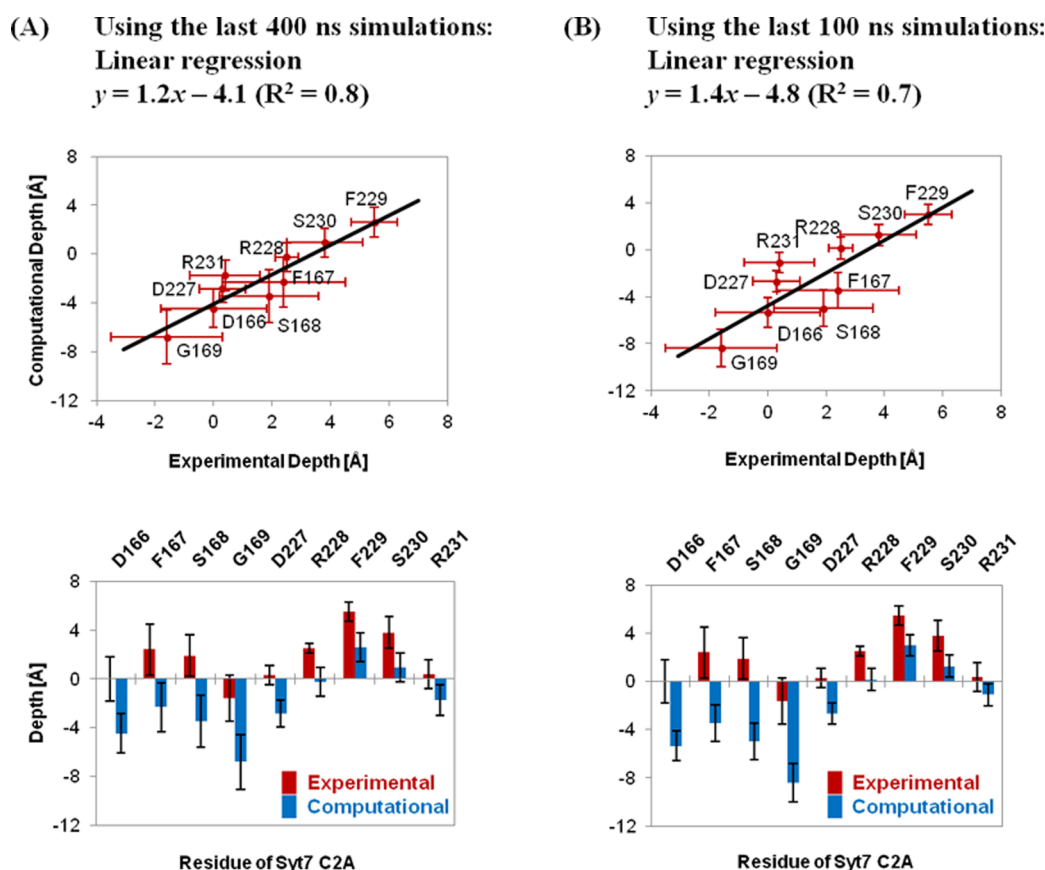 (A) Using the last 400 ns simulations:
Linear regression
y = 1.2x – 4.1 (R² = 0.8)
Computational Depth [Å]
8
4
0
-4
-8
-12
F229
S230
R228
R231
F167
D227
D166
S168
G169
-4 -2 0 2 4 6 8
Experimental Depth [Å]
D166 F167 S168 G169 D227 R228 F229 S230 R231
Depth [Å]
8
4
0
-4
-8
-12
Experimental
Computational
Residue of Syt7 C2A
(B) Using the last 100 ns simulations:
Linear regression
y = 1.4x – 4.8 (R² = 0.7)
8
4
0
-4
-8
-12
F229
S230
R228
R231
D227
F167
D166
S168
G169
-4 -2 0 2 4 6 8
Experimental Depth [Å]
D166 F167 S168 G169 D227 R228 F229 S230 R231
8
4
0
-4
-8
-12
Experimental
Computational
Residue of Syt7 C2A